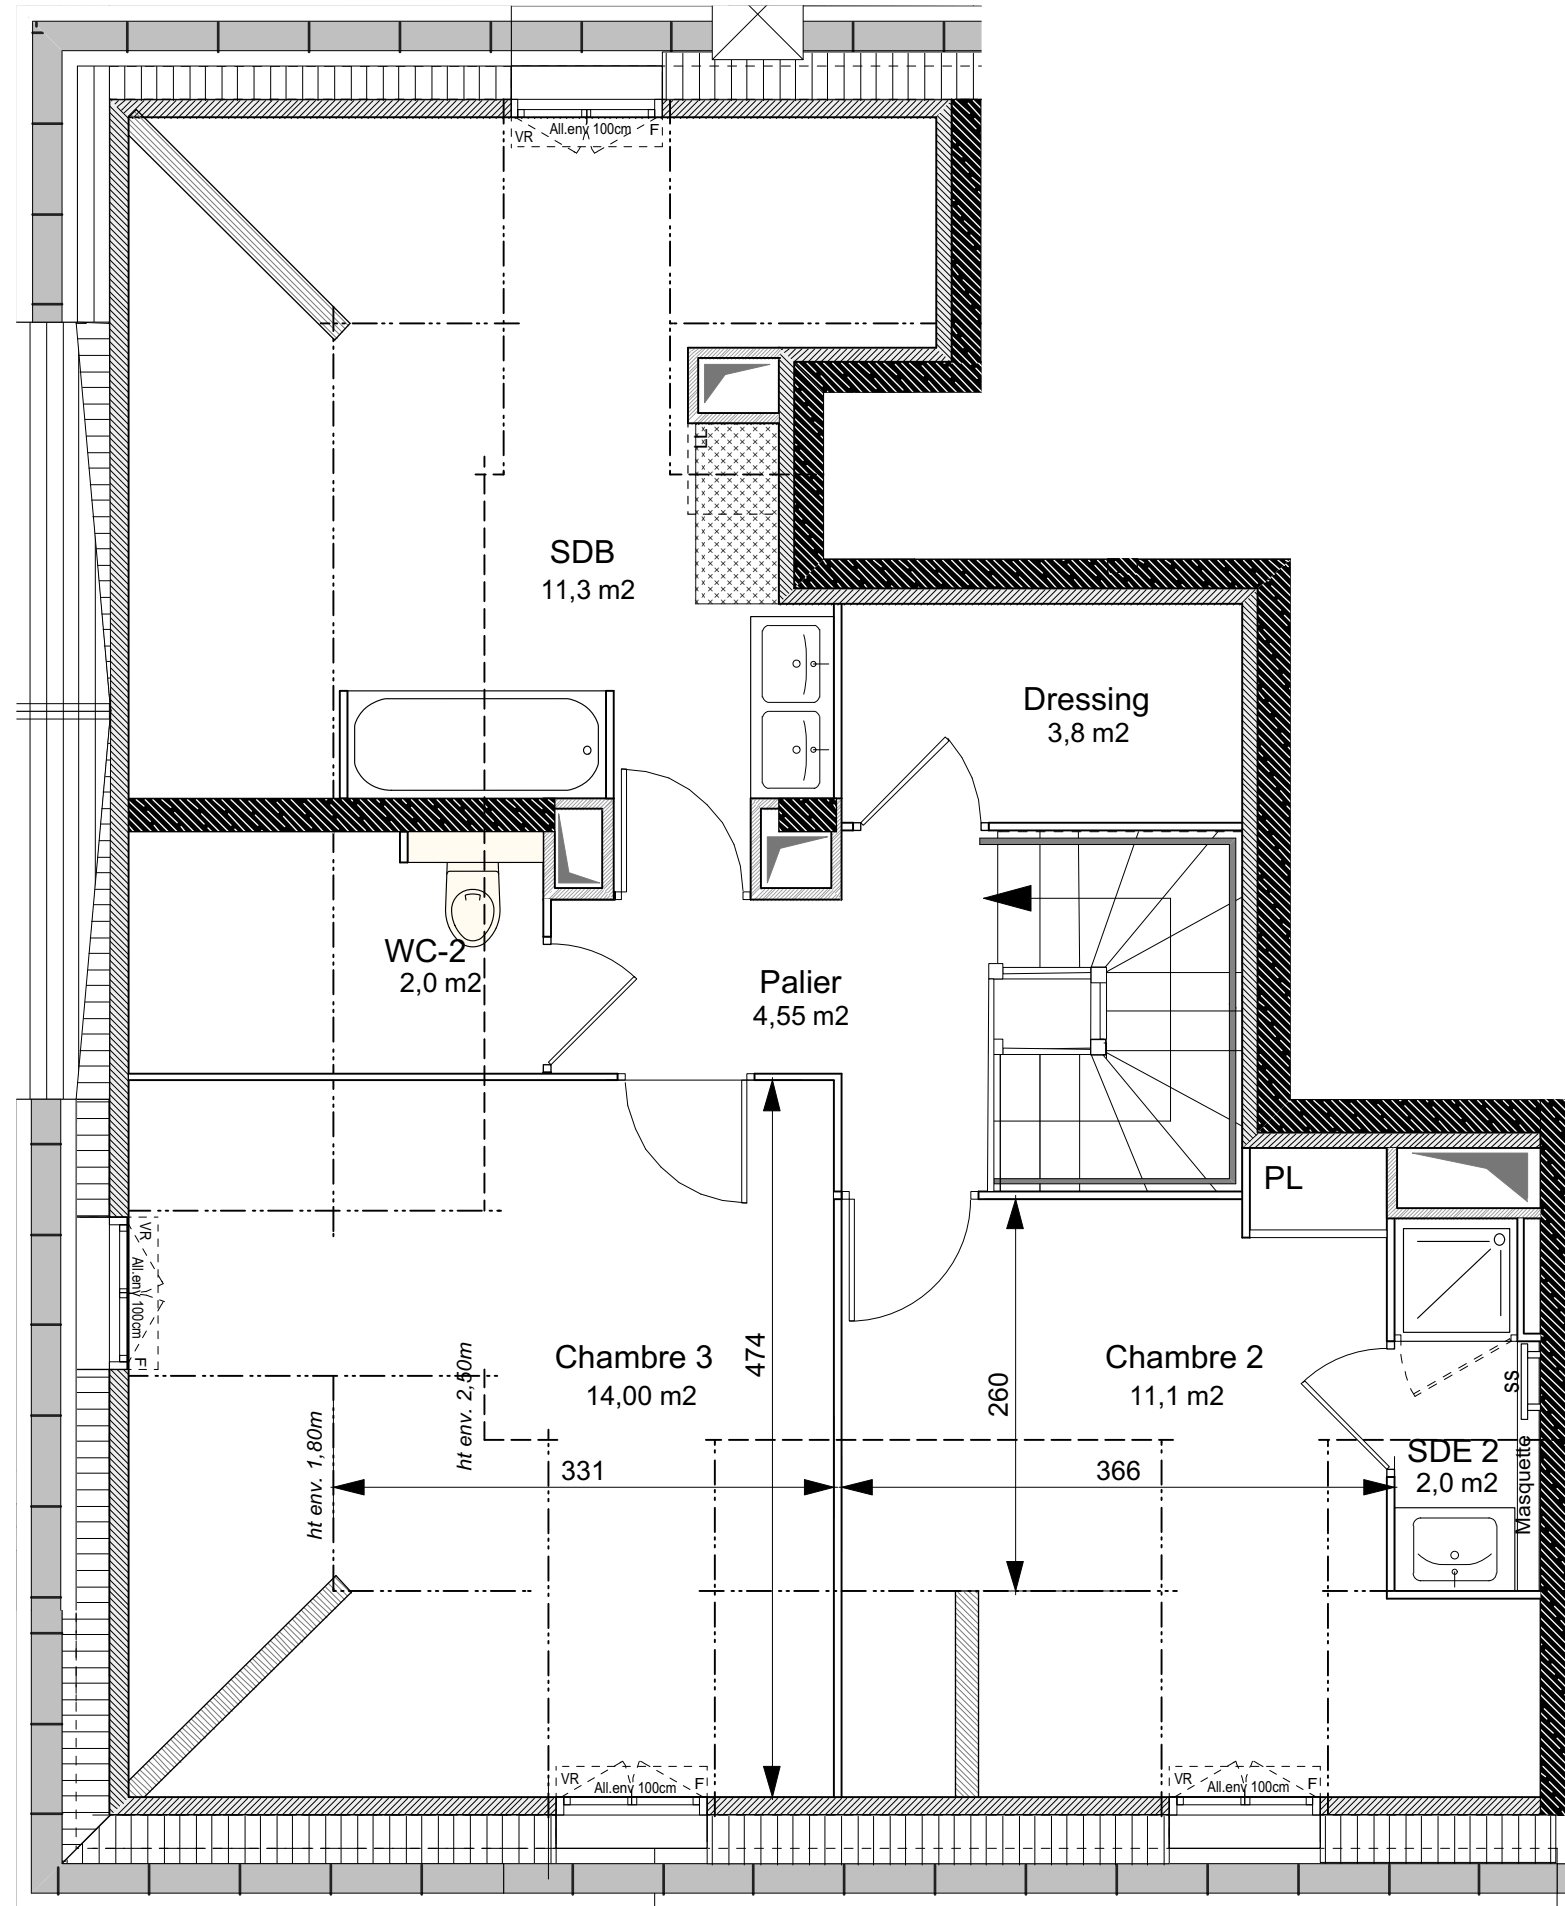 VR
All.env 100cm
F
LL
SDB
11,3 m2
Dressing
3,8 m2
WC-2
2,0 m2
Palier
4,55 m2
PL
VR
All.env 100cm
F
Chambre 3
14,00 m2
474
Chambre 2
11,1 m2
260
ss
ht env. 1,80m
ht env. 2,50m
331
366
SDE 2
2,0 m2
Masquette
VR
All.env 100cm
F
VR
All.env 100cm
F